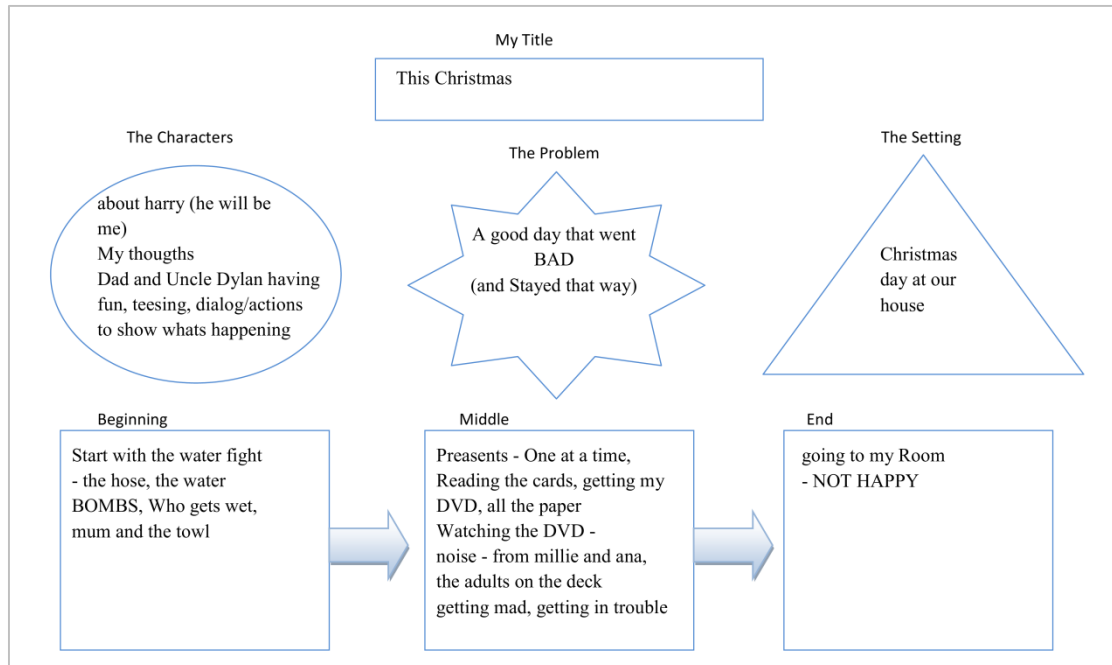 My Title
This Christmas
The Characters
about harry (he will be
me)
My thougths
Dad and Uncle Dylan having
fun, teesing, dialog/actions
to show whats happening
The Problem
A good day that went
BAD
(and Stayed that way)
The Setting
Christmas
day at our
house
Beginning
Start with the water fight
- the hose, the water
BOMBS, Who gets wet,
mum and the towl
Middle
Preasents - One at a time,
Reading the cards, getting my
DVD, all the paper
Watching the DVD -
noise - from millie and ana,
the adults on the deck
getting mad, getting in trouble
End
going to my Room
- NOT HAPPY